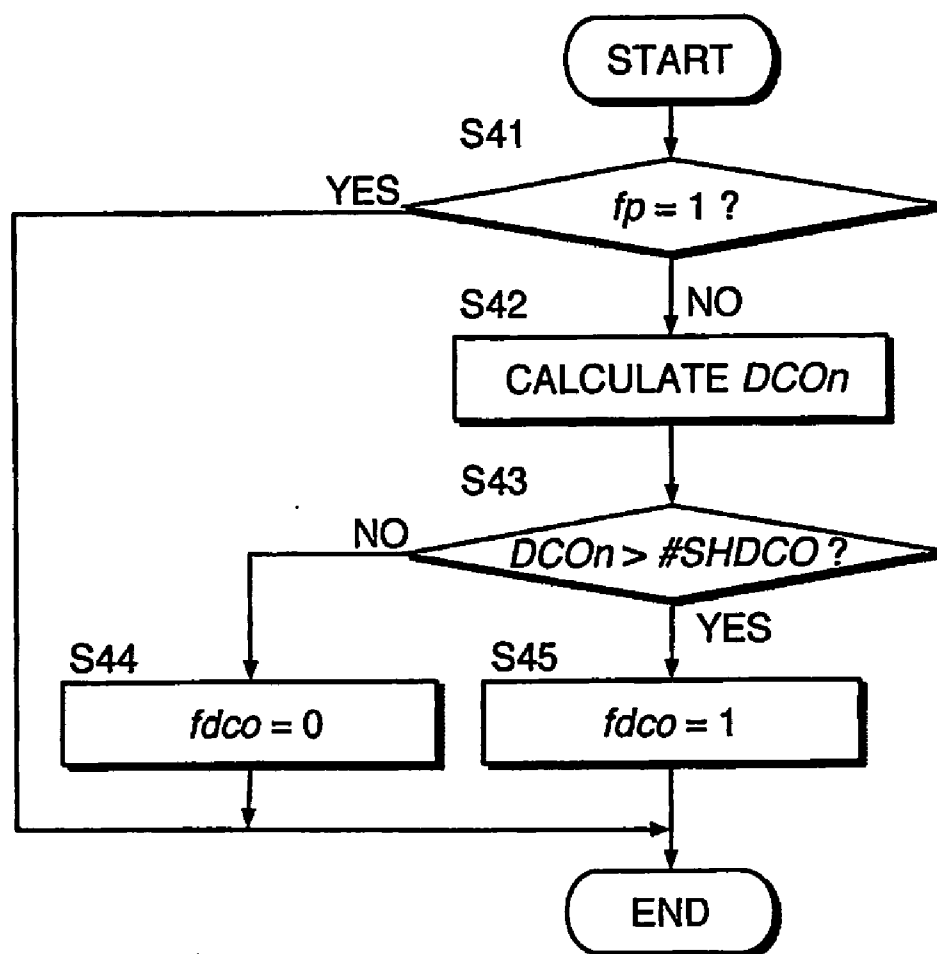 START
S41
YES
fp = 1 ?
S42
NO
CALCULATE DCOn
S43
NO
DCOn > #SHDCO ?
YES
S44
S45
fdco = 0
fdco = 1
END